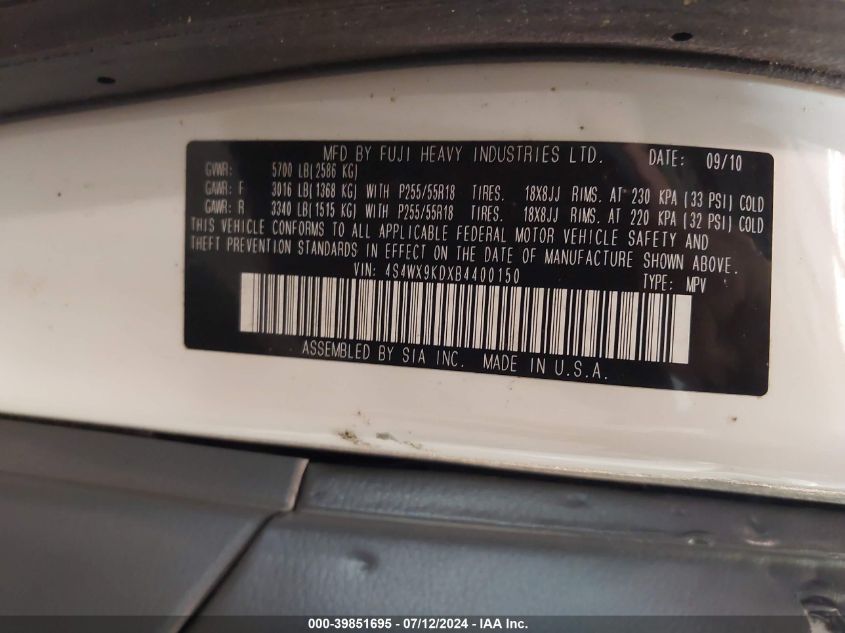 MFD BY FUJI HEAVY INDUSTRIES LTD. DATE: 09/10
GVWR: 5700 LB(2586 KG)
GAWR: F 3016 LB(1368 KG) WITH P255/55R18 TIRES. 18X8JJ RIMS. AT 230 KPA (33 PSI) COLD
GAWR: R 3340 LB(1515 KG) WITH P255/55R18 TIRES. 18X8JJ RIMS. AT 220 KPA (32 PSI) COLD
THIS VEHICLE CONFORMS TO ALL APPLICABLE FEDERAL MOTOR VEHICLE SAFETY AND
THEFT PREVENTION STANDARDS IN EFFECT ON THE DATE OF MANUFACTURE SHOWN ABOVE.
VIN: 4S4WX9KDXB4400150 TYPE: MPV
ASSEMBLED BY SIA INC. MADE IN U.S.A.
000-39851695 - 07/12/2024 - IAA Inc.